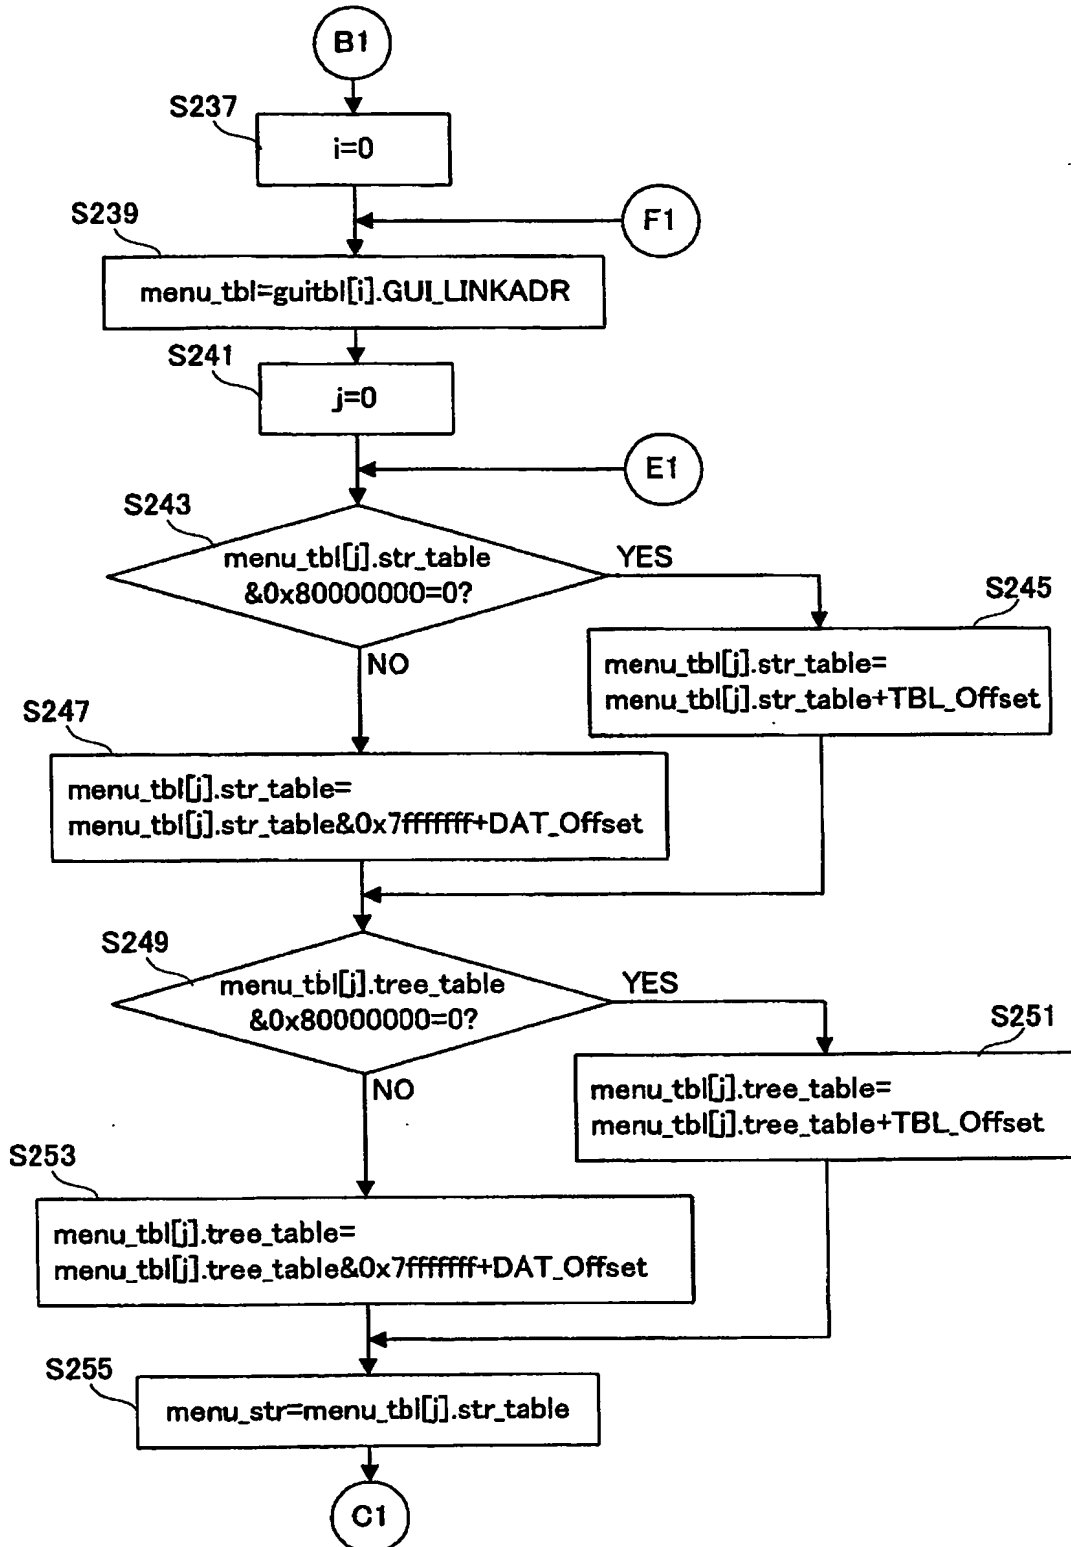 B1
S237
i=0
F1
S239
menu_tbl=guitbl[i].GUI_LINKADR
S241
j=0
E1
S243
menu_tbl[j].str_table
&0x80000000=0?
YES
S245
menu_tbl[j].str_table=
menu_tbl[j].str_table+TBL_Offset
NO
S247
menu_tbl[j].str_table=
menu_tbl[j].str_table&0x7fffffff+DAT_Offset
S249
menu_tbl[j].tree_table
&0x80000000=0?
YES
S251
menu_tbl[j].tree_table=
menu_tbl[j].tree_table+TBL_Offset
NO
S253
menu_tbl[j].tree_table=
menu_tbl[j].tree_table&0x7fffffff+DAT_Offset
S255
menu_str=menu_tbl[j].str_table
C1